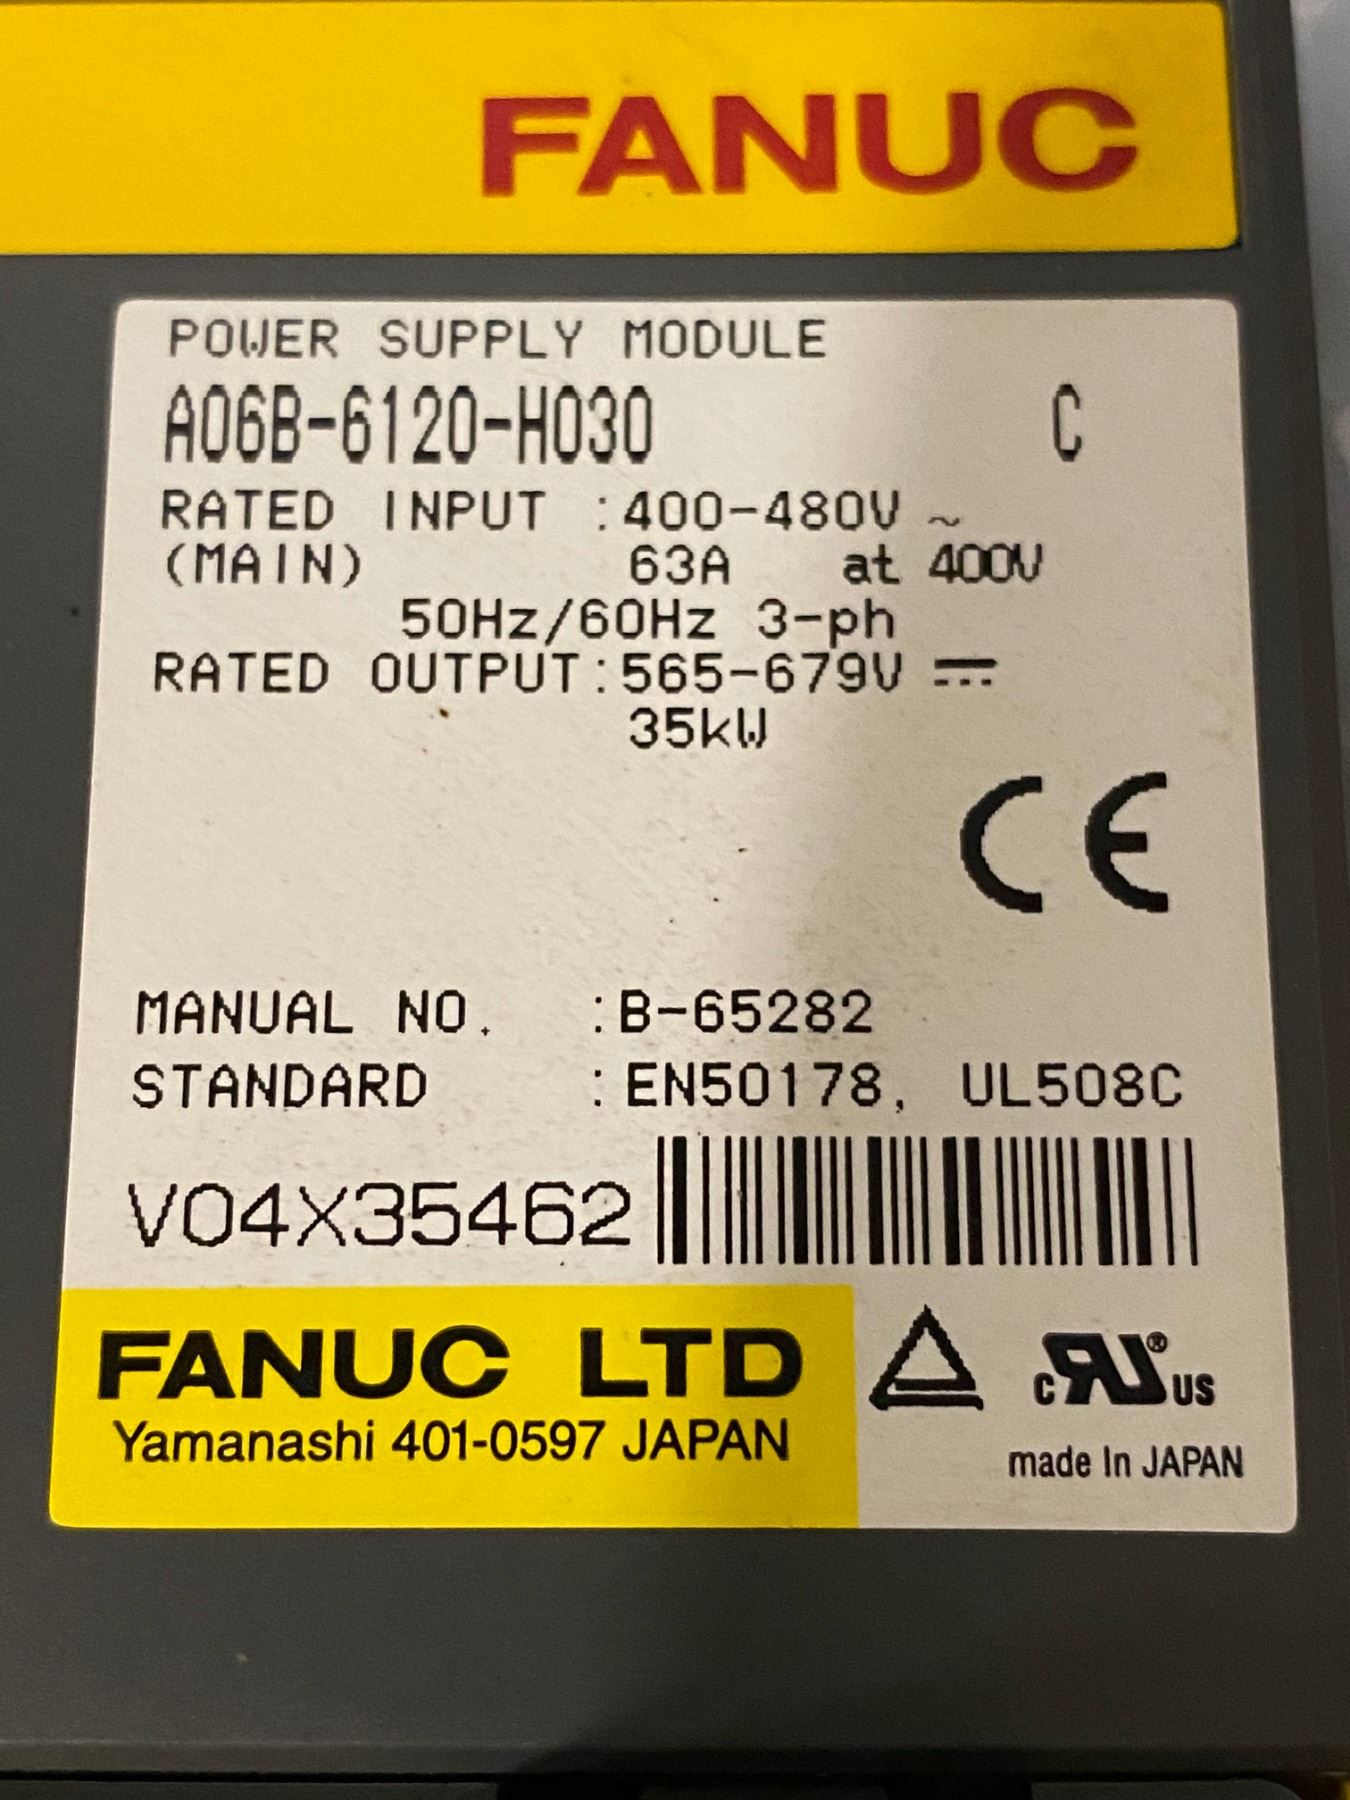 FANUC
POWER SUPPLY MODULE
A06B-6120-H030 C
RATED INPUT :400-480V ~
(MAIN) 63A at 400V
50Hz/60Hz 3-ph
RATED OUTPUT:565-679V ⎓
35kW
CE
MANUAL NO. :B-65282
STANDARD :EN50178, UL508C
V04X35462
FANUC LTD
Yamanashi 401-0597 JAPAN
c RU ® US
made In JAPAN